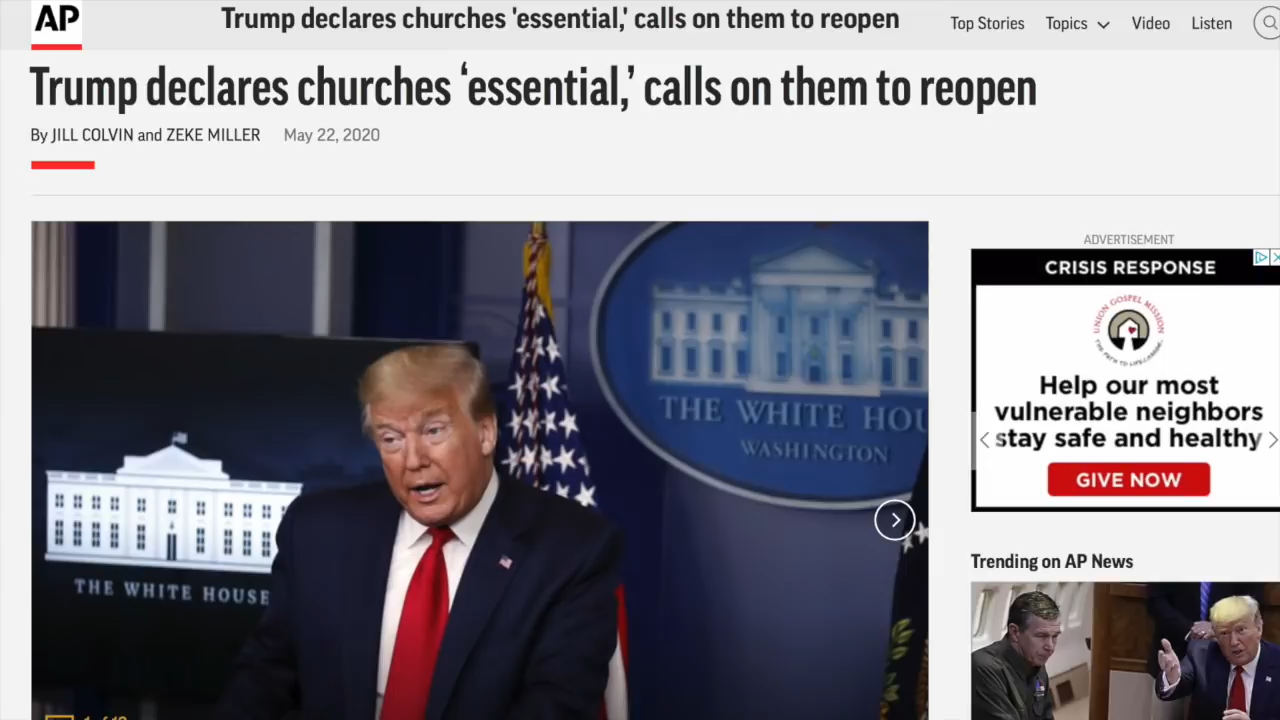 AP
Trump declares churches 'essential,' calls on them to reopen
Top Stories
Topics
Video
Listen
Trump declares churches ‘essential,’ calls on them to reopen
By JILL COLVIN and ZEKE MILLER
May 22, 2020
ADVERTISEMENT
CRISIS RESPONSE
UNION GOSPEL MISSION
Help our most
vulnerable neighbors
stay safe and healthy
GIVE NOW
THE WHITE HOU
WASHINGTON
THE WHITE HOUSE
Trending on AP News